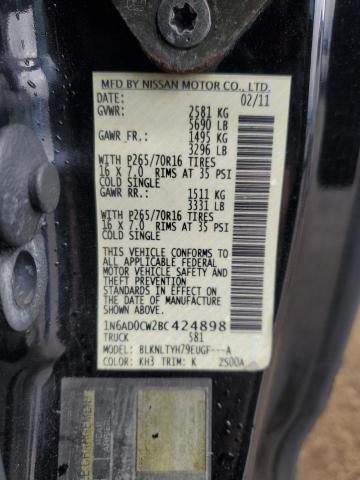 MFD BY NISSAN MOTOR CO., LTD.
DATE: 02/11
GVWR: 2581 KG
5690 LB
GAWR FR.: 1495 KG
3296 LB
WITH P265/70R16 TIRES
16 X 7.0 RIMS AT 35 PSI
COLD SINGLE
GAWR RR.: 1511 KG
3331 LB
WITH P265/70R16 TIRES
16 X 7.0 RIMS AT 35 PSI
COLD SINGLE
THIS VEHICLE CONFORMS TO
ALL APPLICABLE FEDERAL
MOTOR VEHICLE SAFETY AND
THEFT PREVENTION
STANDARDS IN EFFECT ON
THE DATE OF MANUFACTURE
SHOWN ABOVE.
1N6AD0CW2BC424898
TRUCK 581
MODEL: BLKNLTYH79EUGF---A
COLOR: KH3 TRIM: K 2S00A